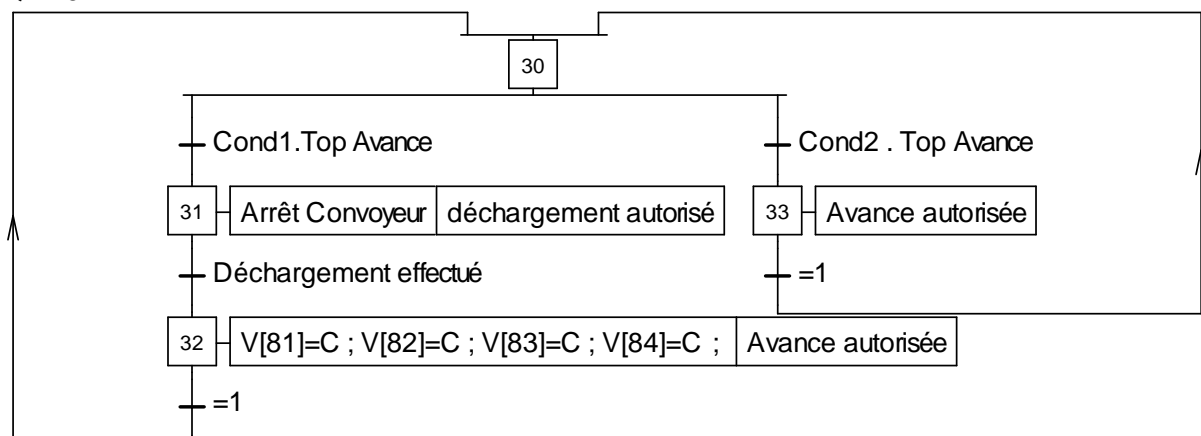 30
Cond1.Top Avance
Cond2 . Top Avance
31 Arrêt Convoyeur déchargement autorisé
33 Avance autorisée
Déchargement effectué
=1
32 V[81]=C ; V[82]=C ; V[83]=C ; V[84]=C ; Avance autorisée
=1